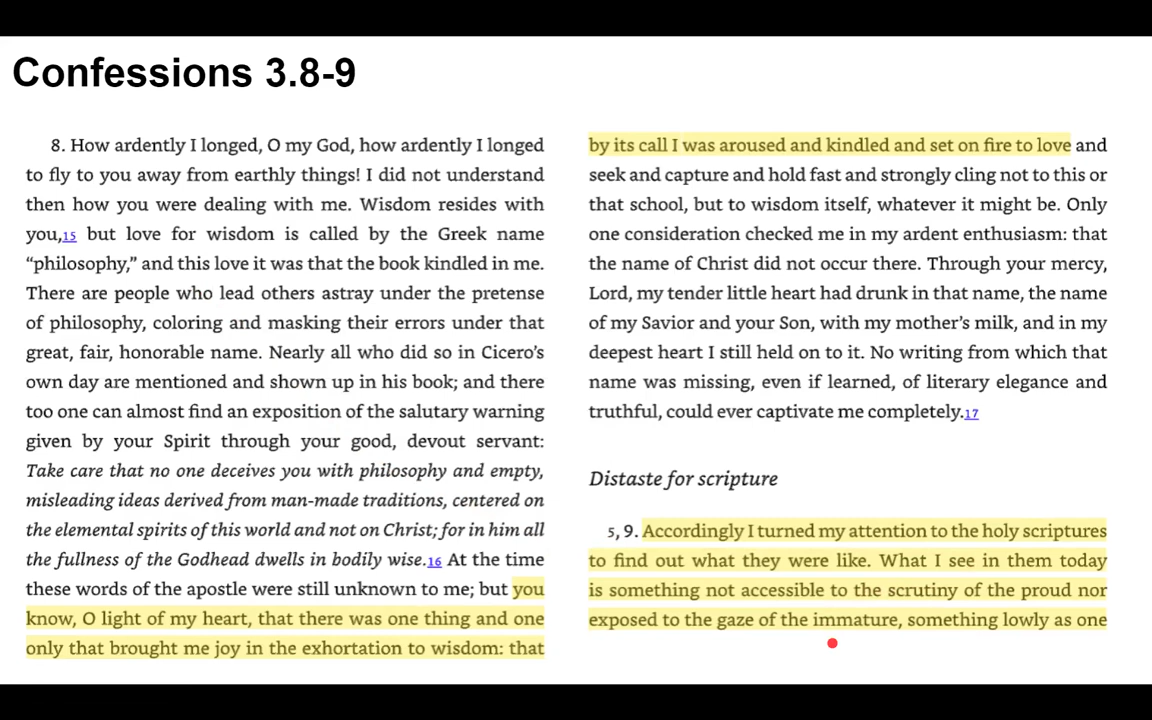 Confessions 3.8-9
8. How ardently I longed, O my God, how ardently I longed
to fly to you away from earthly things! I did not understand
then how you were dealing with me. Wisdom resides with
you,15 but love for wisdom is called by the Greek name
“philosophy,” and this love it was that the book kindled in me.
There are people who lead others astray under the pretense
of philosophy, coloring and masking their errors under that
great, fair, honorable name. Nearly all who did so in Cicero’s
own day are mentioned and shown up in his book; and there
too one can almost find an exposition of the salutary warning
given by your Spirit through your good, devout servant:
Take care that no one deceives you with philosophy and empty,
misleading ideas derived from man-made traditions, centered on
the elemental spirits of this world and not on Christ; for in him all
the fullness of the Godhead dwells in bodily wise.16 At the time
these words of the apostle were still unknown to me; but you
know, O light of my heart, that there was one thing and one
only that brought me joy in the exhortation to wisdom: that
by its call I was aroused and kindled and set on fire to love and
seek and capture and hold fast and strongly cling not to this or
that school, but to wisdom itself, whatever it might be. Only
one consideration checked me in my ardent enthusiasm: that
the name of Christ did not occur there. Through your mercy,
Lord, my tender little heart had drunk in that name, the name
of my Savior and your Son, with my mother’s milk, and in my
deepest heart I still held on to it. No writing from which that
name was missing, even if learned, of literary elegance and
truthful, could ever captivate me completely.17
Distaste for scripture
5, 9. Accordingly I turned my attention to the holy scriptures
to find out what they were like. What I see in them today
is something not accessible to the scrutiny of the proud nor
exposed to the gaze of the immature, something lowly as one